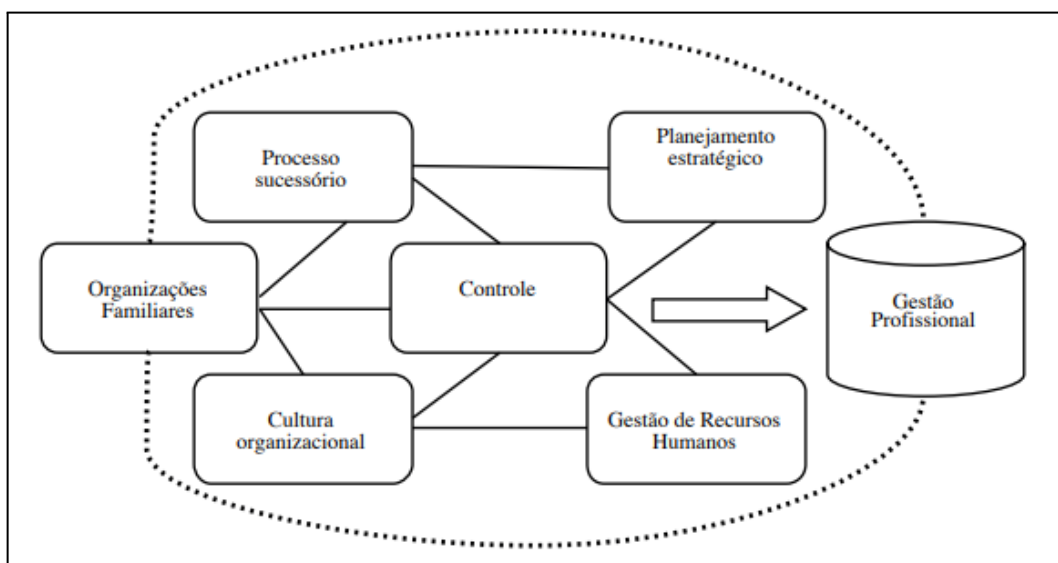 Processo
sucessório
Planejamento
estratégico
Organizações
Familiares
Controle
Gestão
Profissional
Cultura
organizacional
Gestão de Recursos
Humanos